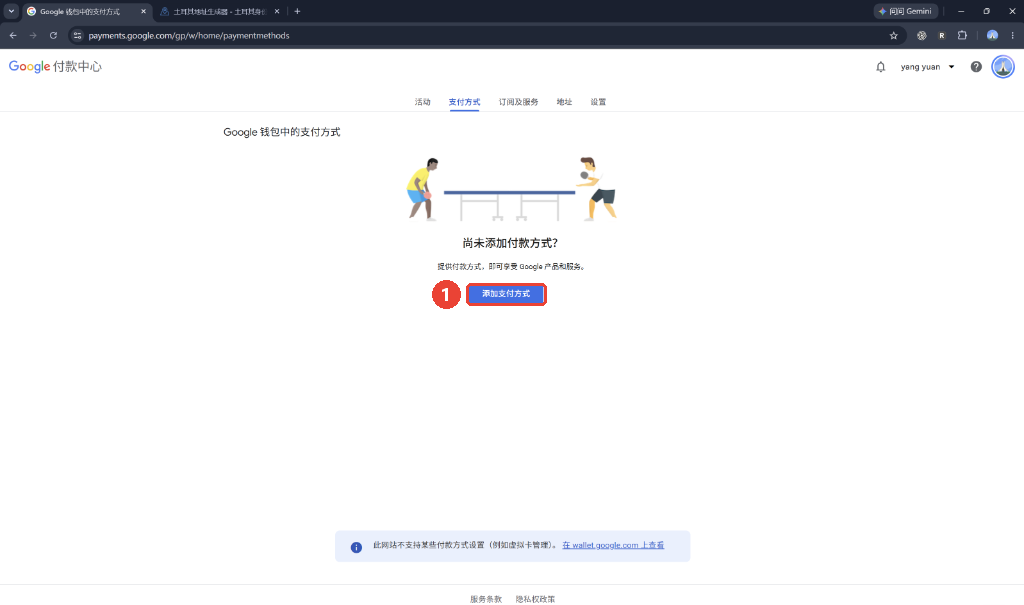 Google 钱包中的支付方式
土耳其地址生成器 - 土耳其身份
问问 Gemini
payments.google.com/gp/w/home/paymentmethods
R
Google 付款中心
yang yuan
活动 支付方式 订阅及服务 地址 设置
Google 钱包中的支付方式
尚未添加付款方式?
提供付款方式，即可享受 Google 产品和服务。
1
添加支付方式
此网站不支持某些付款方式设置（例如虚拟卡管理）。 在 wallet.google.com 上查看
服务条款 隐私权政策